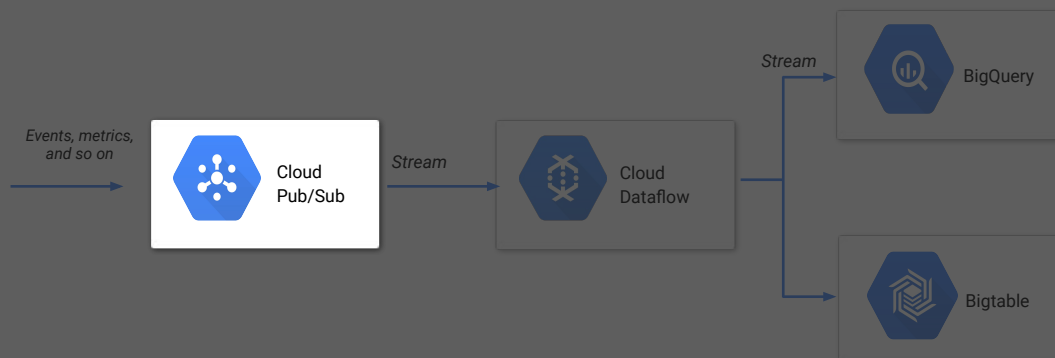 Events, metrics,
and so on
Cloud
Pub/Sub
Stream
Cloud
Dataflow
Stream
BigQuery
Bigtable